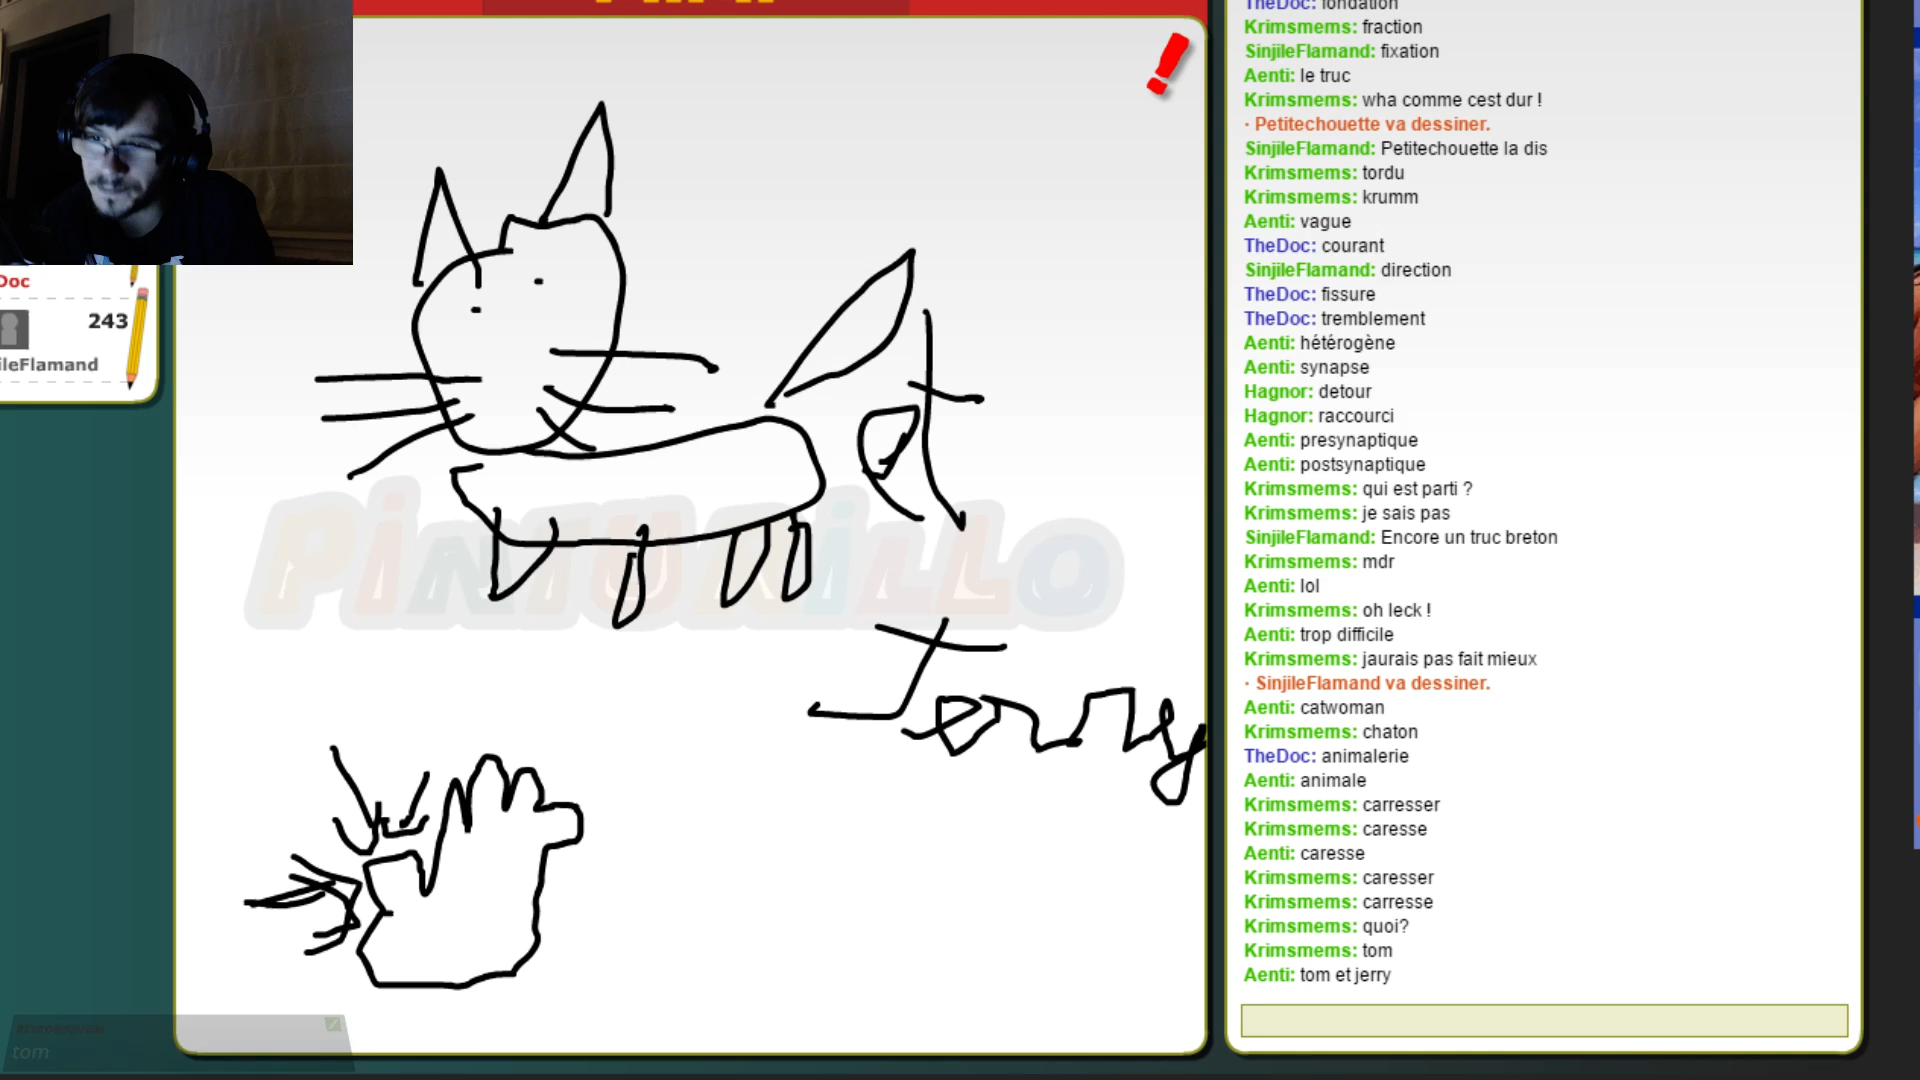 Doc
243
ileFlamand
tom
!
PiNTURiLLO
et
Jerry
TheDoc: fondation
Krimsmems: fraction
SinjileFlamand: fixation
Aenti: le truc
Krimsmems: wha comme cest dur !
· Petitechouette va dessiner.
SinjileFlamand: Petitechouette la dis
Krimsmems: tordu
Krimsmems: krumm
Aenti: vague
TheDoc: courant
SinjileFlamand: direction
TheDoc: fissure
TheDoc: tremblement
Aenti: hétérogène
Aenti: synapse
Hagnor: detour
Hagnor: raccourci
Aenti: presynaptique
Aenti: postsynaptique
Krimsmems: qui est parti ?
Krimsmems: je sais pas
SinjileFlamand: Encore un truc breton
Krimsmems: mdr
Aenti: lol
Krimsmems: oh leck !
Aenti: trop difficile
Krimsmems: jaurais pas fait mieux
· SinjileFlamand va dessiner.
Aenti: catwoman
Krimsmems: chaton
TheDoc: animalerie
Aenti: animale
Krimsmems: carresser
Krimsmems: caresse
Aenti: caresse
Krimsmems: caresser
Krimsmems: carresse
Krimsmems: quoi?
Krimsmems: tom
Aenti: tom et jerry